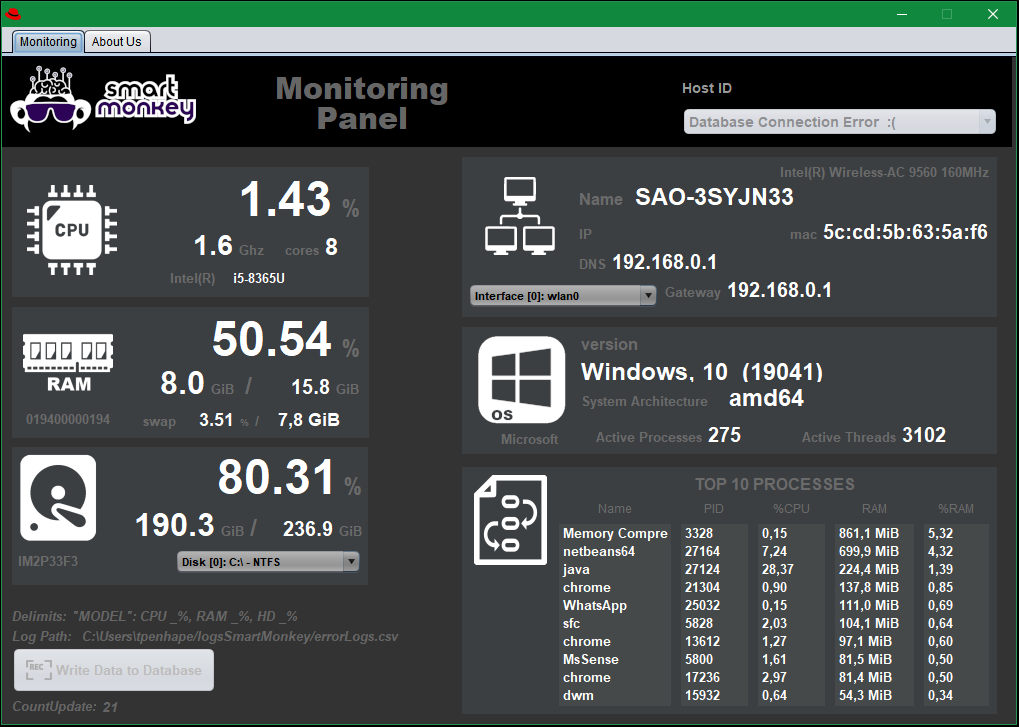 Monitoring About Us
smart
monkey
Monitoring
Panel
Host ID
Database Connection Error :(
CPU
1.43 %
1.6 Ghz cores 8
Intel(R) i5-8365U
RAM
50.54 %
8.0 GiB / 15.8 GiB
019400000194 swap 3.51 % / 7,8 GiB
80.31 %
190.3 GiB / 236.9 GiB
IM2P33F3 Disk [0]: C:\ - NTFS
Delimits: "MODEL": CPU _%, RAM _%, HD _%
Log Path: C:\Users\tpenhape/logsSmartMonkey/errorLogs.csv
REC Write Data to Database
CountUpdate: 21
Intel(R) Wireless-AC 9560 160MHz
Name SAO-3SYJN33
IP mac 5c:cd:5b:63:5a:f6
DNS 192.168.0.1
Interface [0]: wlan0 Gateway 192.168.0.1
version
Windows, 10 (19041)
System Architecture amd64
OS
Microsoft Active Processes 275 Active Threads 3102
TOP 10 PROCESSES
Name PID %CPU RAM %RAM
Memory Compre 3328 0,15 861,1 MiB 5,32
netbeans64 27164 7,24 699,9 MiB 4,32
java 27124 28,37 224,4 MiB 1,39
chrome 21304 0,90 137,8 MiB 0,85
WhatsApp 25032 0,15 111,0 MiB 0,69
sfc 5828 2,03 104,1 MiB 0,64
chrome 13612 1,27 97,1 MiB 0,60
MsSense 5800 1,61 81,5 MiB 0,50
chrome 17236 2,97 81,4 MiB 0,50
dwm 15932 0,64 54,3 MiB 0,34